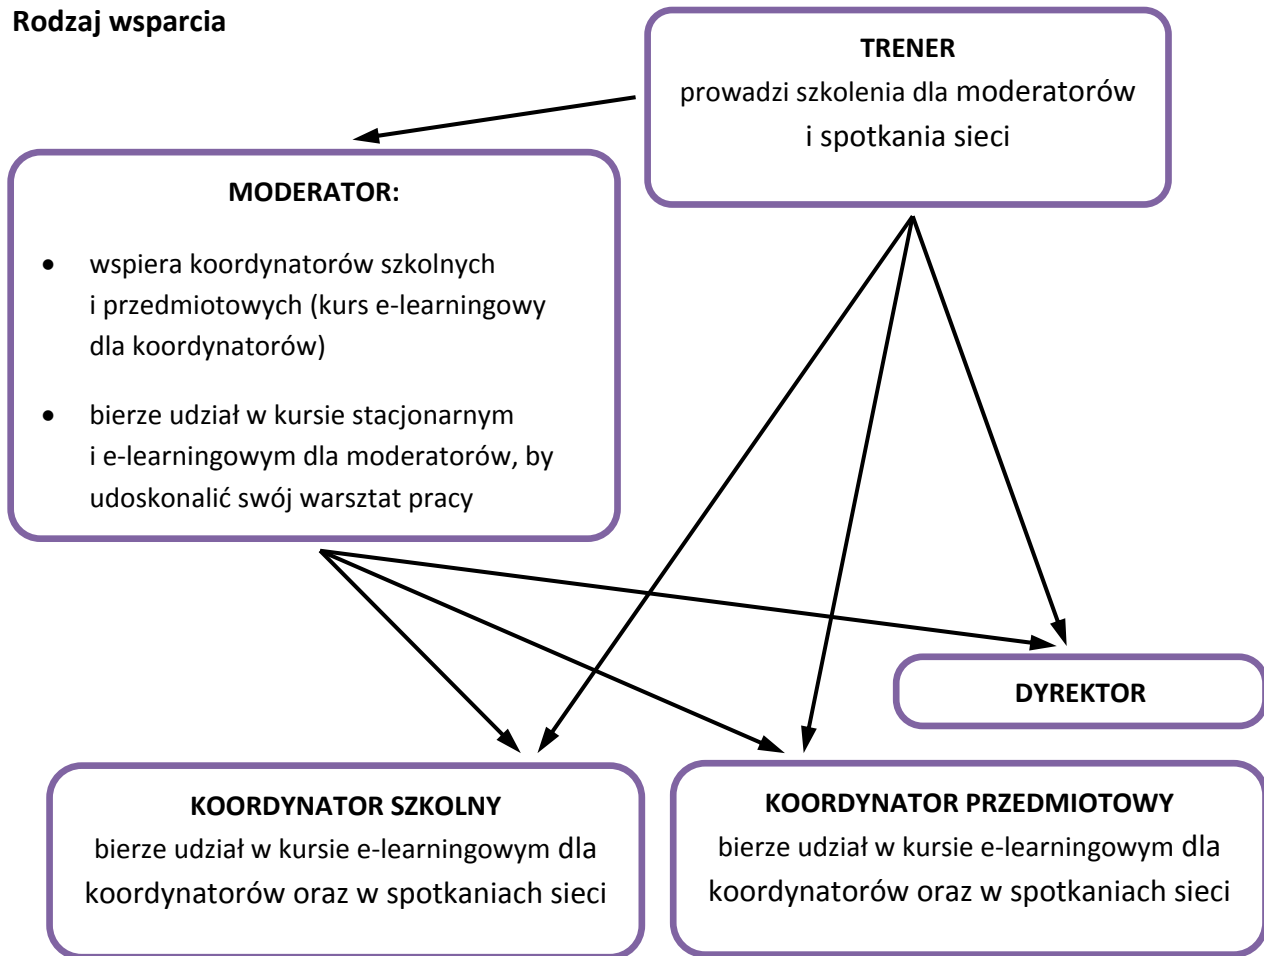 Rodzaj wsparcia
TRENER
prowadzi szkolenia dla moderatorów
i spotkania sieci
MODERATOR:
• wspiera koordynatorów szkolnych
i przedmiotowych (kurs e-learningowy
dla koordynatorów)
• bierze udział w kursie stacjonarnym
i e-learningowym dla moderatorów, by
udoskonalić swój warsztat pracy
DYREKTOR
KOORDYNATOR SZKOLNY
bierze udział w kursie e-learningowym dla
koordynatorów oraz w spotkaniach sieci
KOORDYNATOR PRZEDMIOTOWY
bierze udział w kursie e-learningowym dla
koordynatorów oraz w spotkaniach sieci